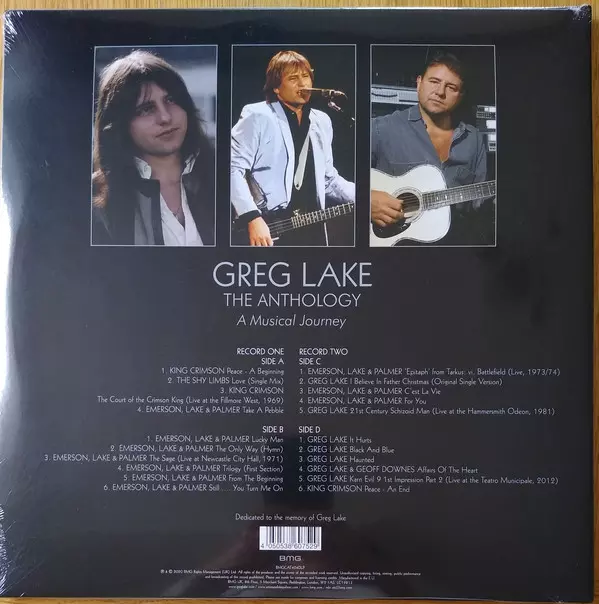 GREG LAKE
THE ANTHOLOGY
A Musical Journey
RECORD ONE
SIDE A
1. KING CRIMSON Peace - A Beginning
2. THE SHY LIMBS Love (Single Mix)
3. KING CRIMSON
The Court of the Crimson King (Live at the Fillmore West, 1969)
4. EMERSON, LAKE & PALMER Take A Pebble
RECORD TWO
SIDE C
1. EMERSON, LAKE & PALMER 'Epitaph' from Tarkus: vi. Battlefield (Live, 1973/74)
2. GREG LAKE I Believe In Father Christmas (Original Single Version)
3. EMERSON, LAKE & PALMER C'est La Vie
4. EMERSON, LAKE & PALMER For You
5. GREG LAKE 21st Century Schizoid Man (Live at the Hammersmith Odeon, 1981)
SIDE B
1. EMERSON, LAKE & PALMER Lucky Man
2. EMERSON, LAKE & PALMER The Only Way (Hymn)
3. EMERSON, LAKE & PALMER The Sage (Live at Newcastle City Hall, 1971)
4. EMERSON, LAKE & PALMER Trilogy (First Section)
5. EMERSON, LAKE & PALMER From The Beginning
6. EMERSON, LAKE & PALMER Still . . . You Turn Me On
SIDE D
1. GREG LAKE It Hurts
2. GREG LAKE Black And Blue
3. GREG LAKE Haunted
4. GREG LAKE & GEOFF DOWNES Affairs Of The Heart
5. GREG LAKE Karn Evil 9 1st Impression Part 2 (Live at the Teatro Municipale, 2012)
6. KING CRIMSON Peace - An End
Dedicated to the memory of Greg Lake
4 050538 607529
BMG